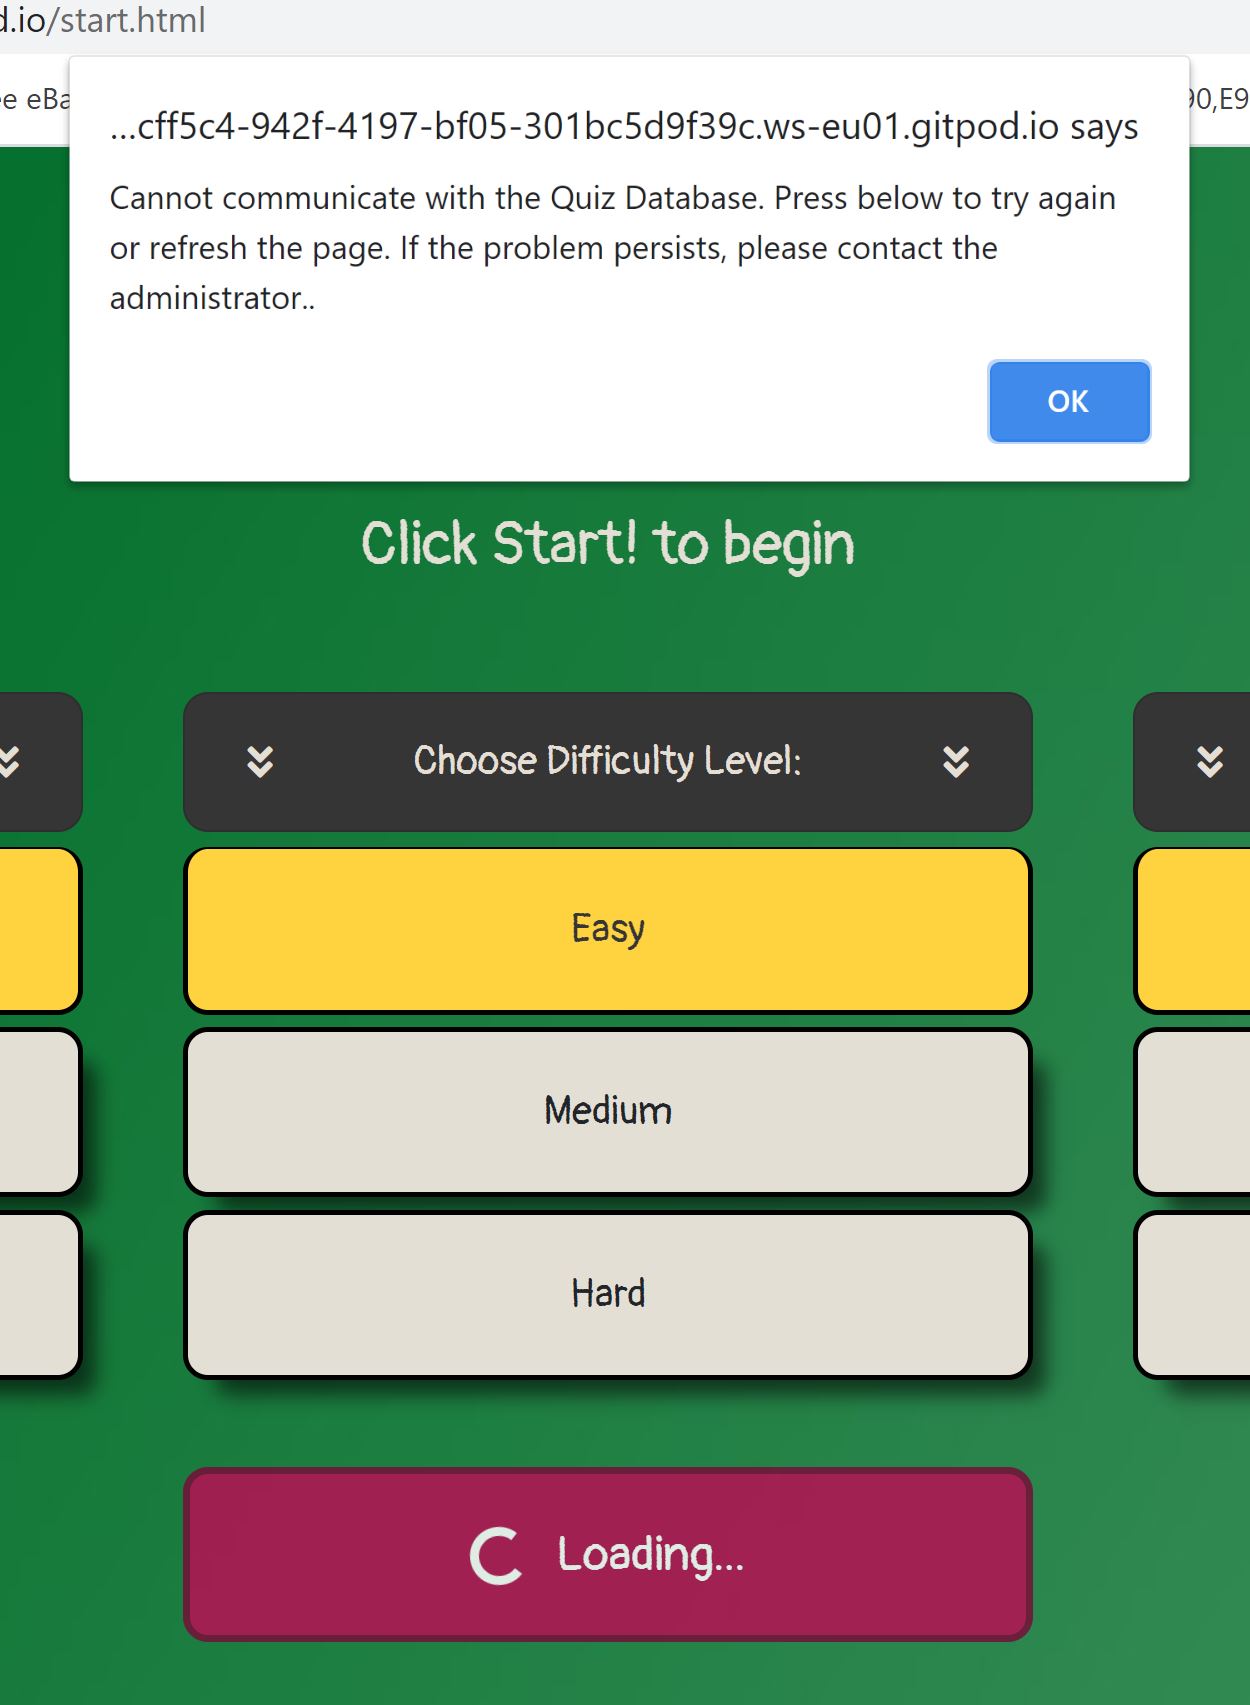 d.io/start.html
ee eBa
90,E9
...cff5c4-942f-4197-bf05-301bc5d9f39c.ws-eu01.gitpod.io says
Cannot communicate with the Quiz Database. Press below to try again
or refresh the page. If the problem persists, please contact the
administrator..
OK
Click Start! to begin
Choose Difficulty Level:
Easy
Medium
Hard
Loading...